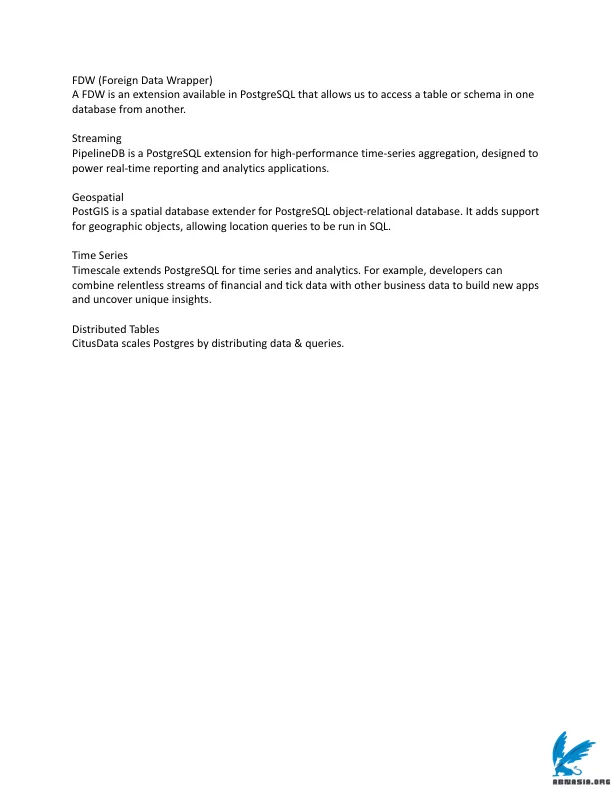 FDW (Foreign Data Wrapper)
A FDW is an extension available in PostgreSQL that allows us to access a table or schema in one
database from another.
Streaming
PipelineDB is a PostgreSQL extension for high-performance time-series aggregation, designed to
power real-time reporting and analytics applications.
Geospatial
PostGIS is a spatial database extender for PostgreSQL object-relational database. It adds support
for geographic objects, allowing location queries to be run in SQL.
Time Series
Timescale extends PostgreSQL for time series and analytics. For example, developers can
combine relentless streams of financial and tick data with other business data to build new apps
and uncover unique insights.
Distributed Tables
CitusData scales Postgres by distributing data & queries.
ABNASIA.ORG